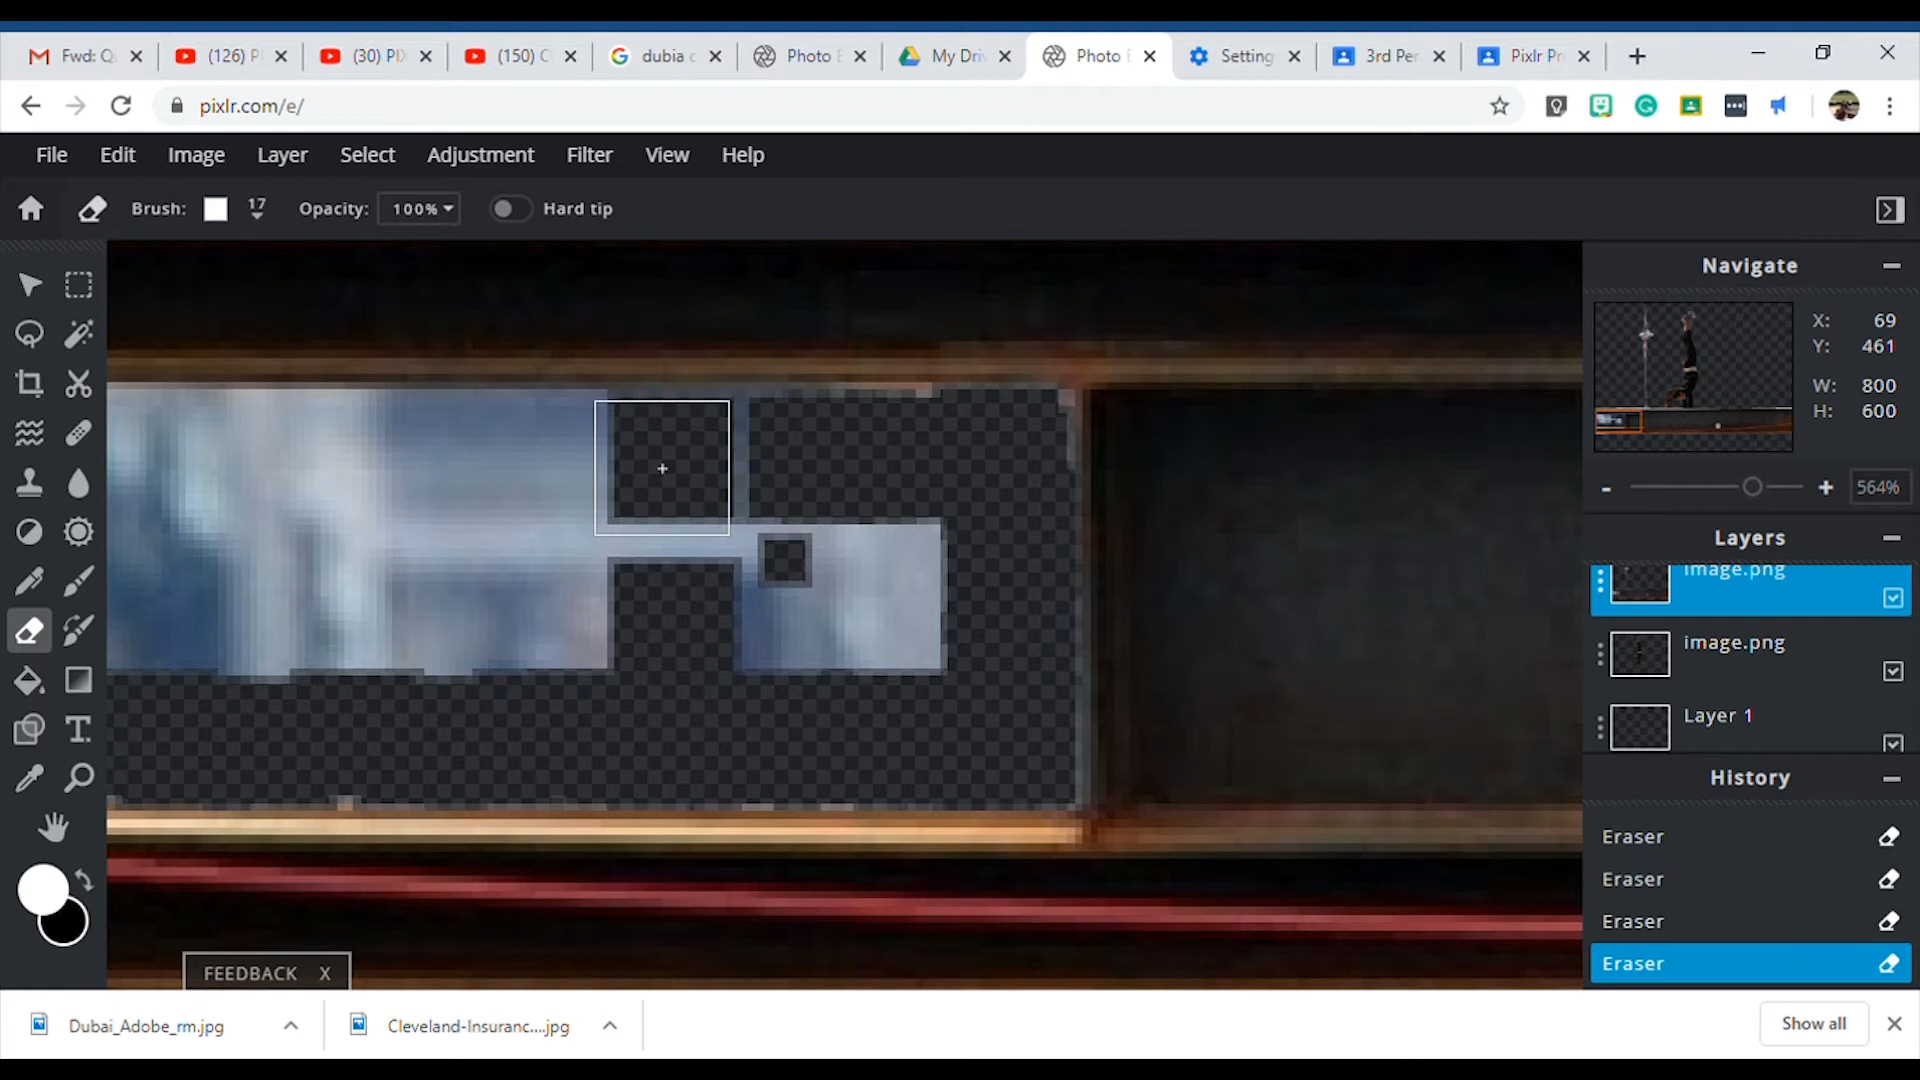 Fwd: Q
(126) P
(30) PIX
(150) C
dubia c
Photo E
My Driv
Photo E
Setting
3rd Per
Pixlr Pr
pixlr.com/e/
File Edit Image Layer Select Adjustment Filter View Help
Brush: 17 Opacity: 100% Hard tip
Navigate
X: 69
Y: 461
W: 800
H: 600
- + 564%
Layers
image.png
image.png
Layer 1
History
Eraser
Eraser
Eraser
Eraser
FEEDBACK X
Dubai_Adobe_rm.jpg
Cleveland-Insuranc....jpg
Show all